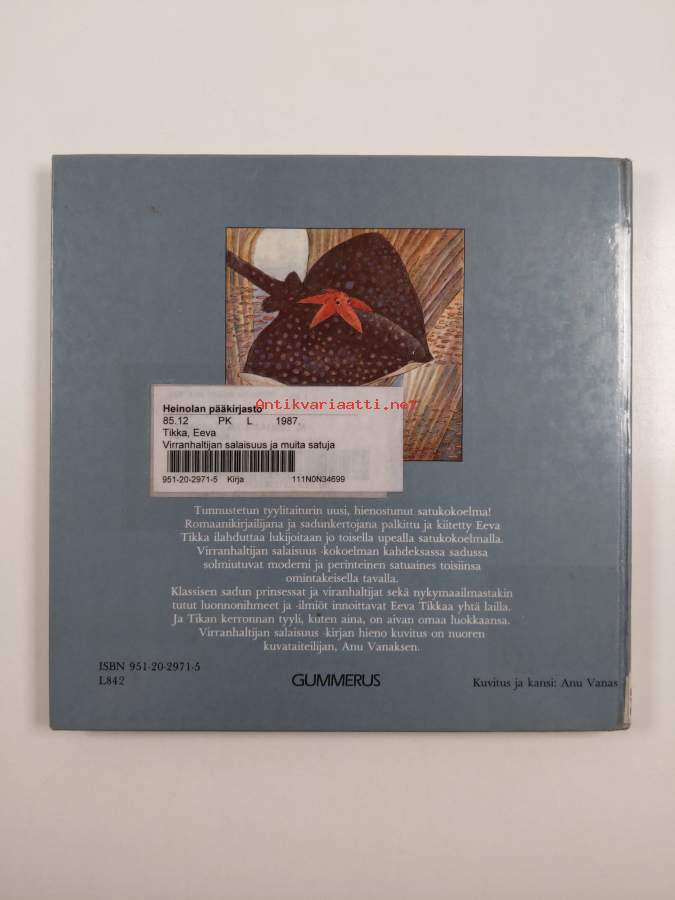 Heinolan pääkirjasto
85.12 PK L 1987
Tikka, Eeva
Virranhaltijan salaisuus ja muita satuja
951-20-2971-5 Kirja 111N0N34699
Antikvariaatti.net
Tunnustetun tyylitaiturin uusi, hienostunut satukokoelma!
Romaanikirjailijana ja sadunkertojana palkittu ja kiitetty Eeva
Tikka ilahduttaa lukijoitaan jo toisella upealla satukokoelmalla.
Virranhaltijan salaisuus -kokoelman kahdeksassa sadussa
solmiutuvat moderni ja perinteinen satuaines toisiinsa
omintakeisella tavalla.
Klassisen sadun prinsessat ja viranhaltijat sekä nykymaailmastakin
tutut luonnonihmeet ja -ilmiöt innoittavat Eeva Tikkaa yhtä lailla.
Ja Tikan kerronnan tyyli, kuten aina, on aivan omaa luokkaansa.
Virranhaltijan salaisuus -kirjan hieno kuvitus on nuoren
kuvataiteilijan, Anu Vanaksen.
ISBN 951-20-2971-5
L842
GUMMERUS
Kuvitus ja kansi: Anu Vanas